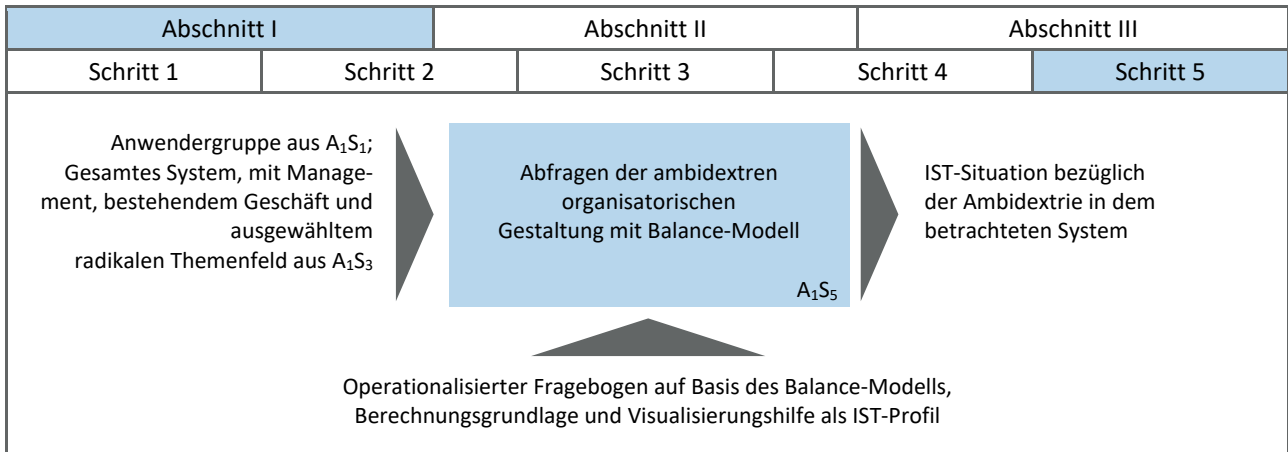 Abschnitt I
Abschnitt II
Abschnitt III
Schritt 1
Schritt 2
Schritt 3
Schritt 4
Schritt 5
Anwendergruppe aus A₁S₁;
Gesamtes System, mit Manage-
ment, bestehendem Geschäft und
ausgewähltem
radikalen Themenfeld aus A₁S₃
Abfragen der ambidextren
organisatorischen
Gestaltung mit Balance-Modell
A₁S₅
IST-Situation bezüglich
der Ambidextrie in dem
betrachteten System
Operationalisierter Fragebogen auf Basis des Balance-Modells,
Berechnungsgrundlage und Visualisierungshilfe als IST-Profil